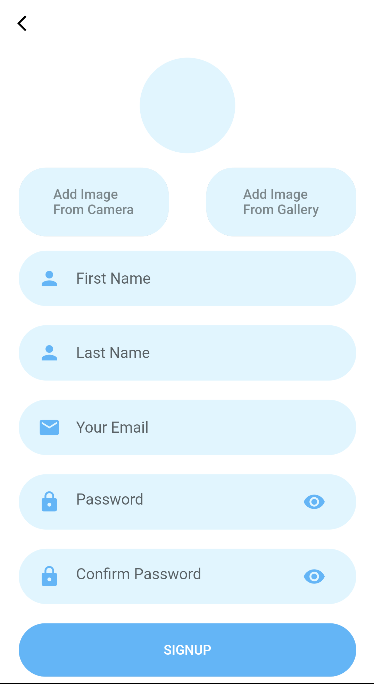 Add Image
From Camera
Add Image
From Gallery
First Name
Last Name
Your Email
Password
Confirm Password
SIGNUP